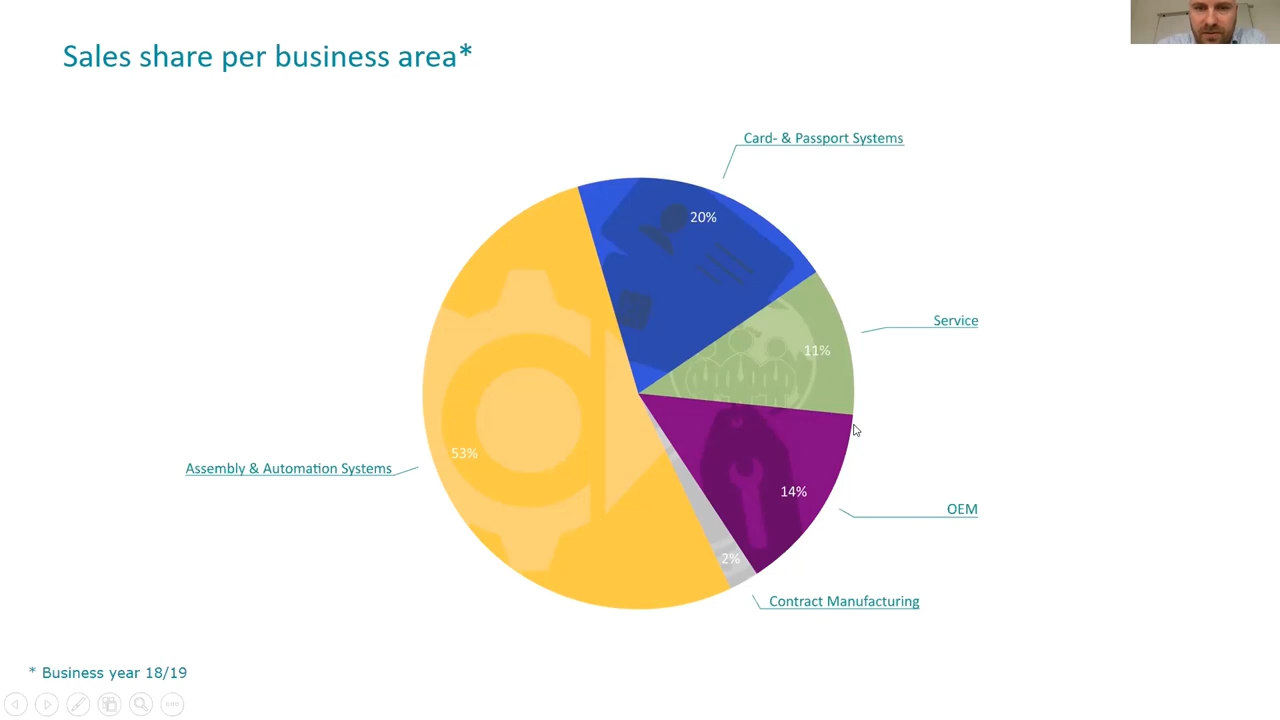 Sales share per business area*
Card- & Passport Systems
20%
Service
11%
53%
Assembly & Automation Systems
14%
OEM
2%
Contract Manufacturing
* Business year 18/19